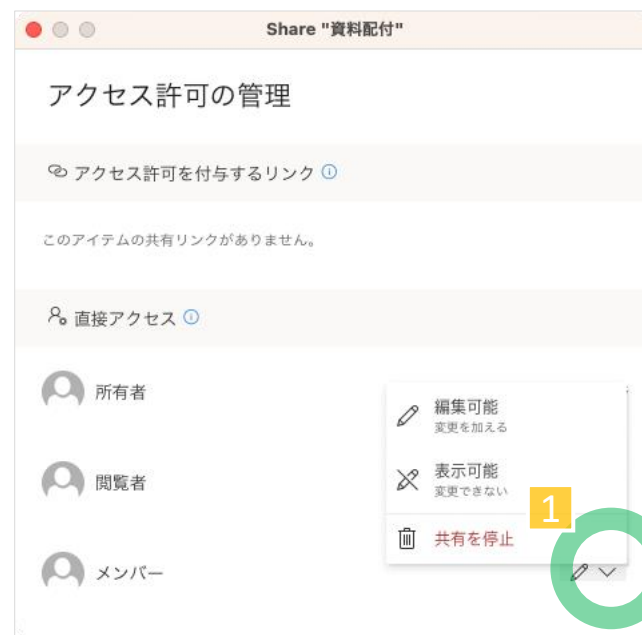 Share "資料配付"
アクセス許可の管理
アクセス許可を付与するリンク
このアイテムの共有リンクがありません。
直接アクセス
所有者
編集可能
変更を加える
閲覧者
表示可能
変更できない
1
共有を停止
メンバー